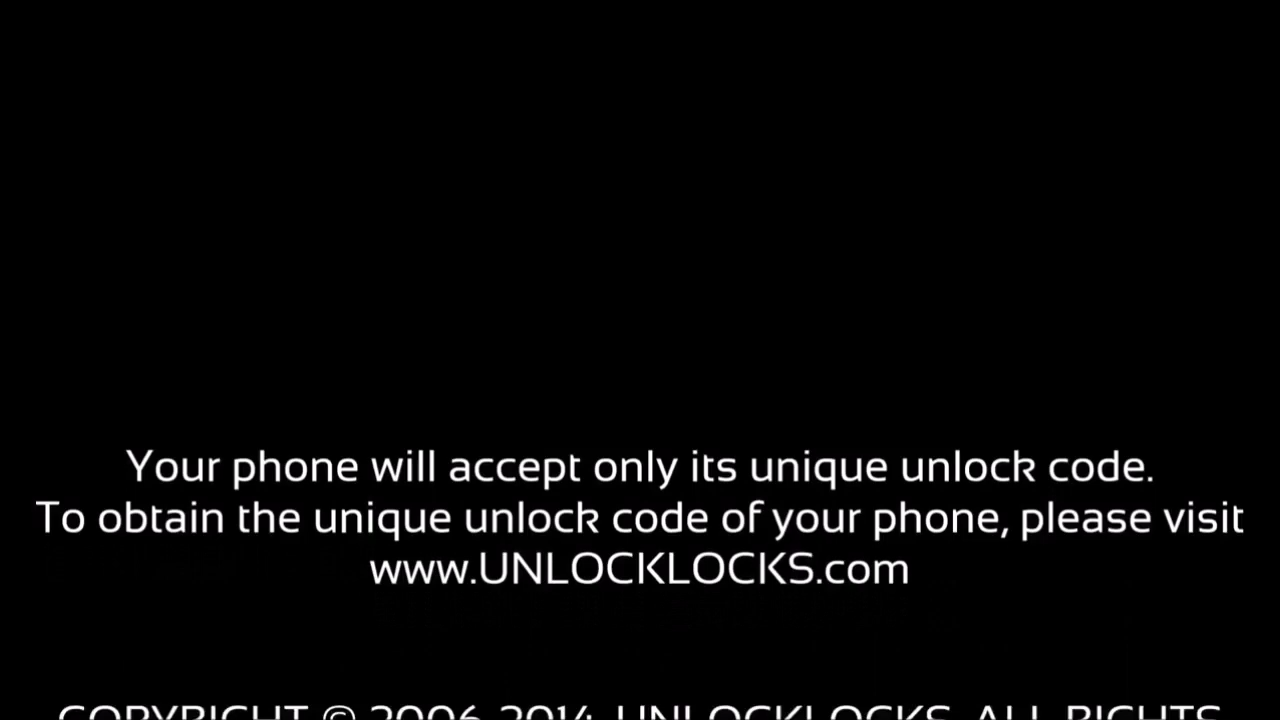 Your phone will accept only its unique unlock code.
To obtain the unique unlock code of your phone, please visit
www.UNLOCKLOCKS.com
COPYRIGHT © 2006-2014, UNLOCKLOCKS. ALL RIGHTS